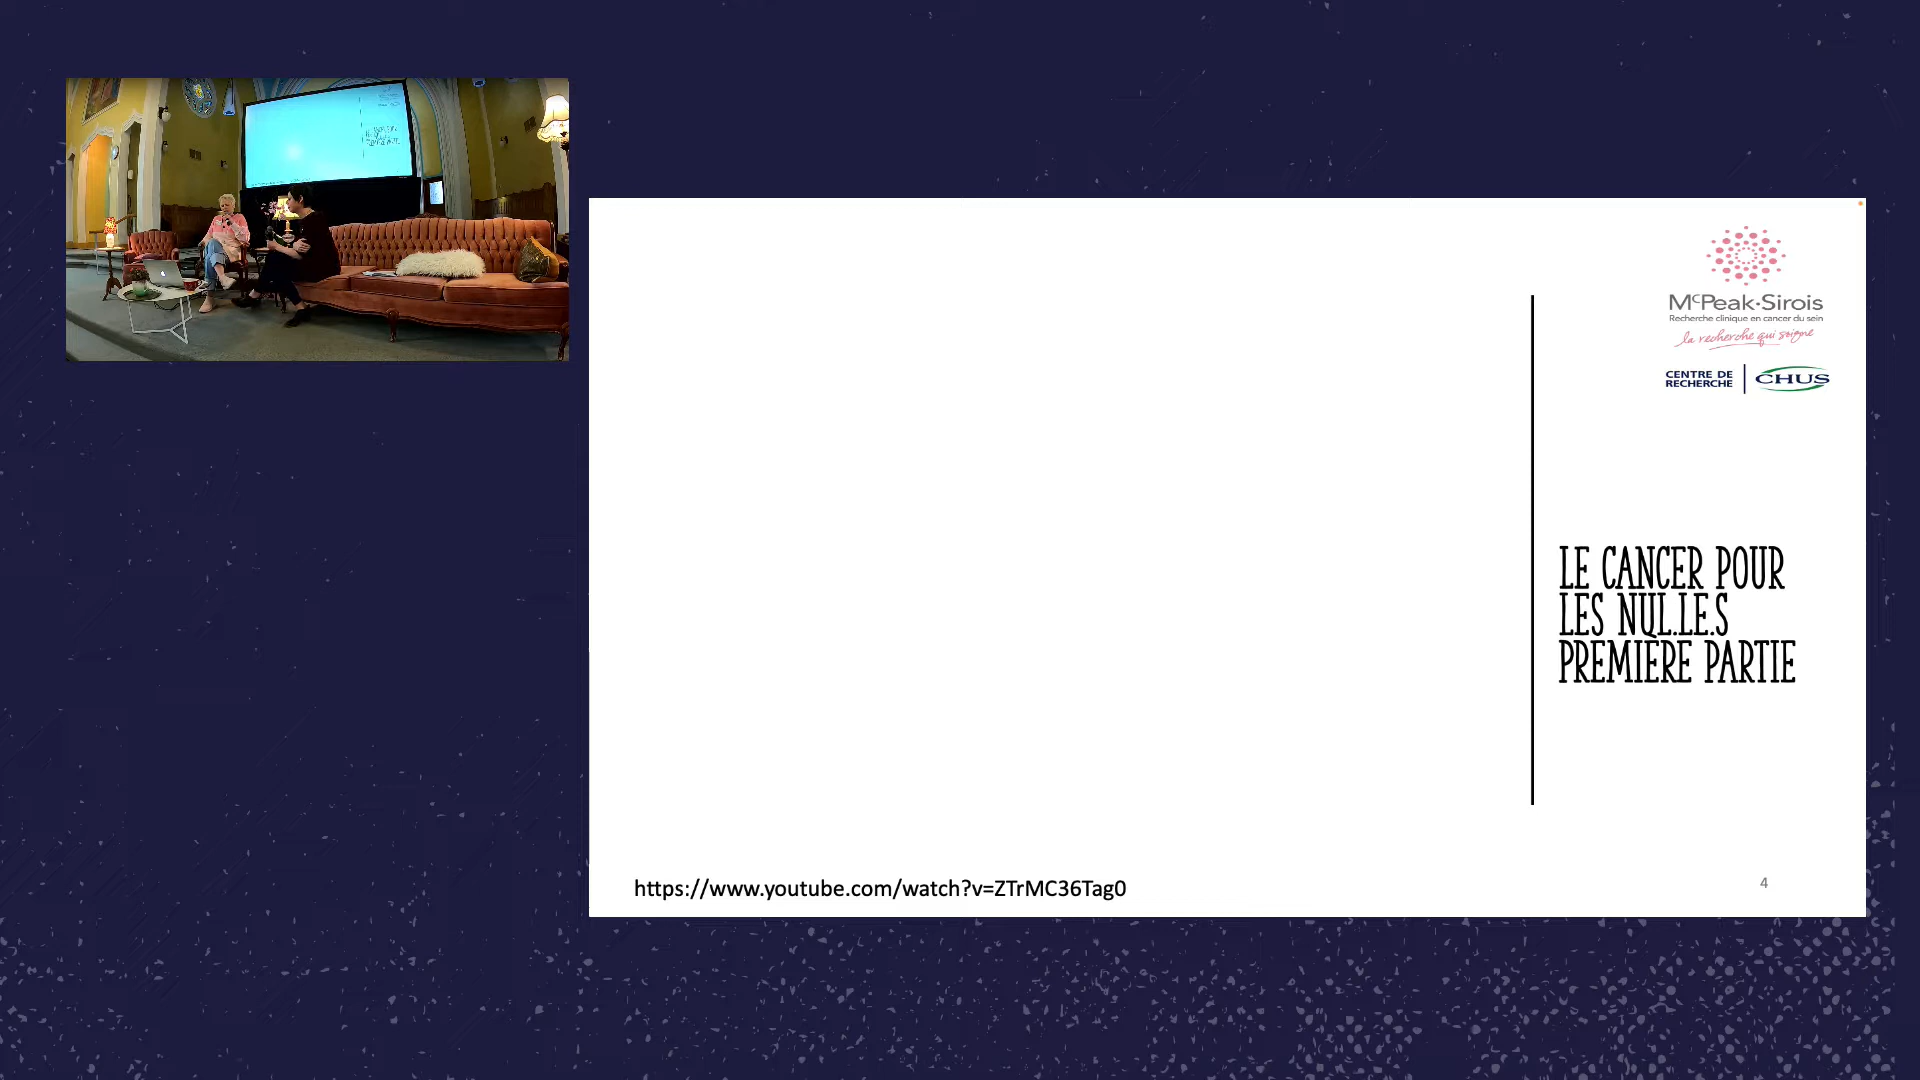 McPeak·Sirois
Recherche clinique en cancer du sein
la recherche qui soigne
CENTRE DE
RECHERCHE
CHUS
LE CANCER POUR
LES NUL.LE.S
PREMIÈRE PARTIE
https://www.youtube.com/watch?v=ZTrMC36Tag0
4